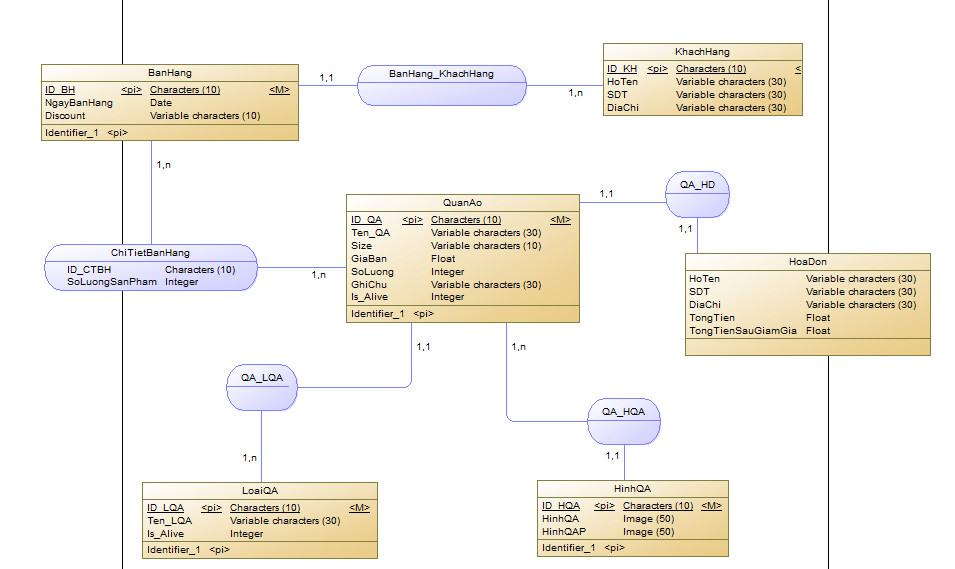 BanHang
ID_BH <pi> Characters (10) <M>
NgayBanHang Date
Discount Variable characters (10)
Identifier_1 <pi>
1,1
BanHang_KhachHang
1,n
KhachHang
ID_KH <pi> Characters (10) <
HoTen Variable characters (30)
SDT Variable characters (30)
DiaChi Variable characters (30)
1,n
ChiTietBanHang
ID_CTBH Characters (10)
SoLuongSanPham Integer
1,n
QuanAo
ID_QA <pi> Characters (10) <M>
Ten_QA Variable characters (30)
Size Variable characters (10)
GiaBan Float
SoLuong Integer
GhiChu Variable characters (30)
Is_Alive Integer
Identifier_1 <pi>
1,1
QA_HD
1,1
HoaDon
HoTen Variable characters (30)
SDT Variable characters (30)
DiaChi Variable characters (30)
TongTien Float
TongTienSauGiamGia Float
1,1
QA_LQA
1,n
LoaiQA
ID_LQA <pi> Characters (10) <M>
Ten_LQA Variable characters (30)
Is_Alive Integer
Identifier_1 <pi>
1,n
QA_HQA
1,1
HinhQA
ID_HQA <pi> Characters (10) <M>
HinhQA Image (50)
HinhQAP Image (50)
Identifier_1 <pi>